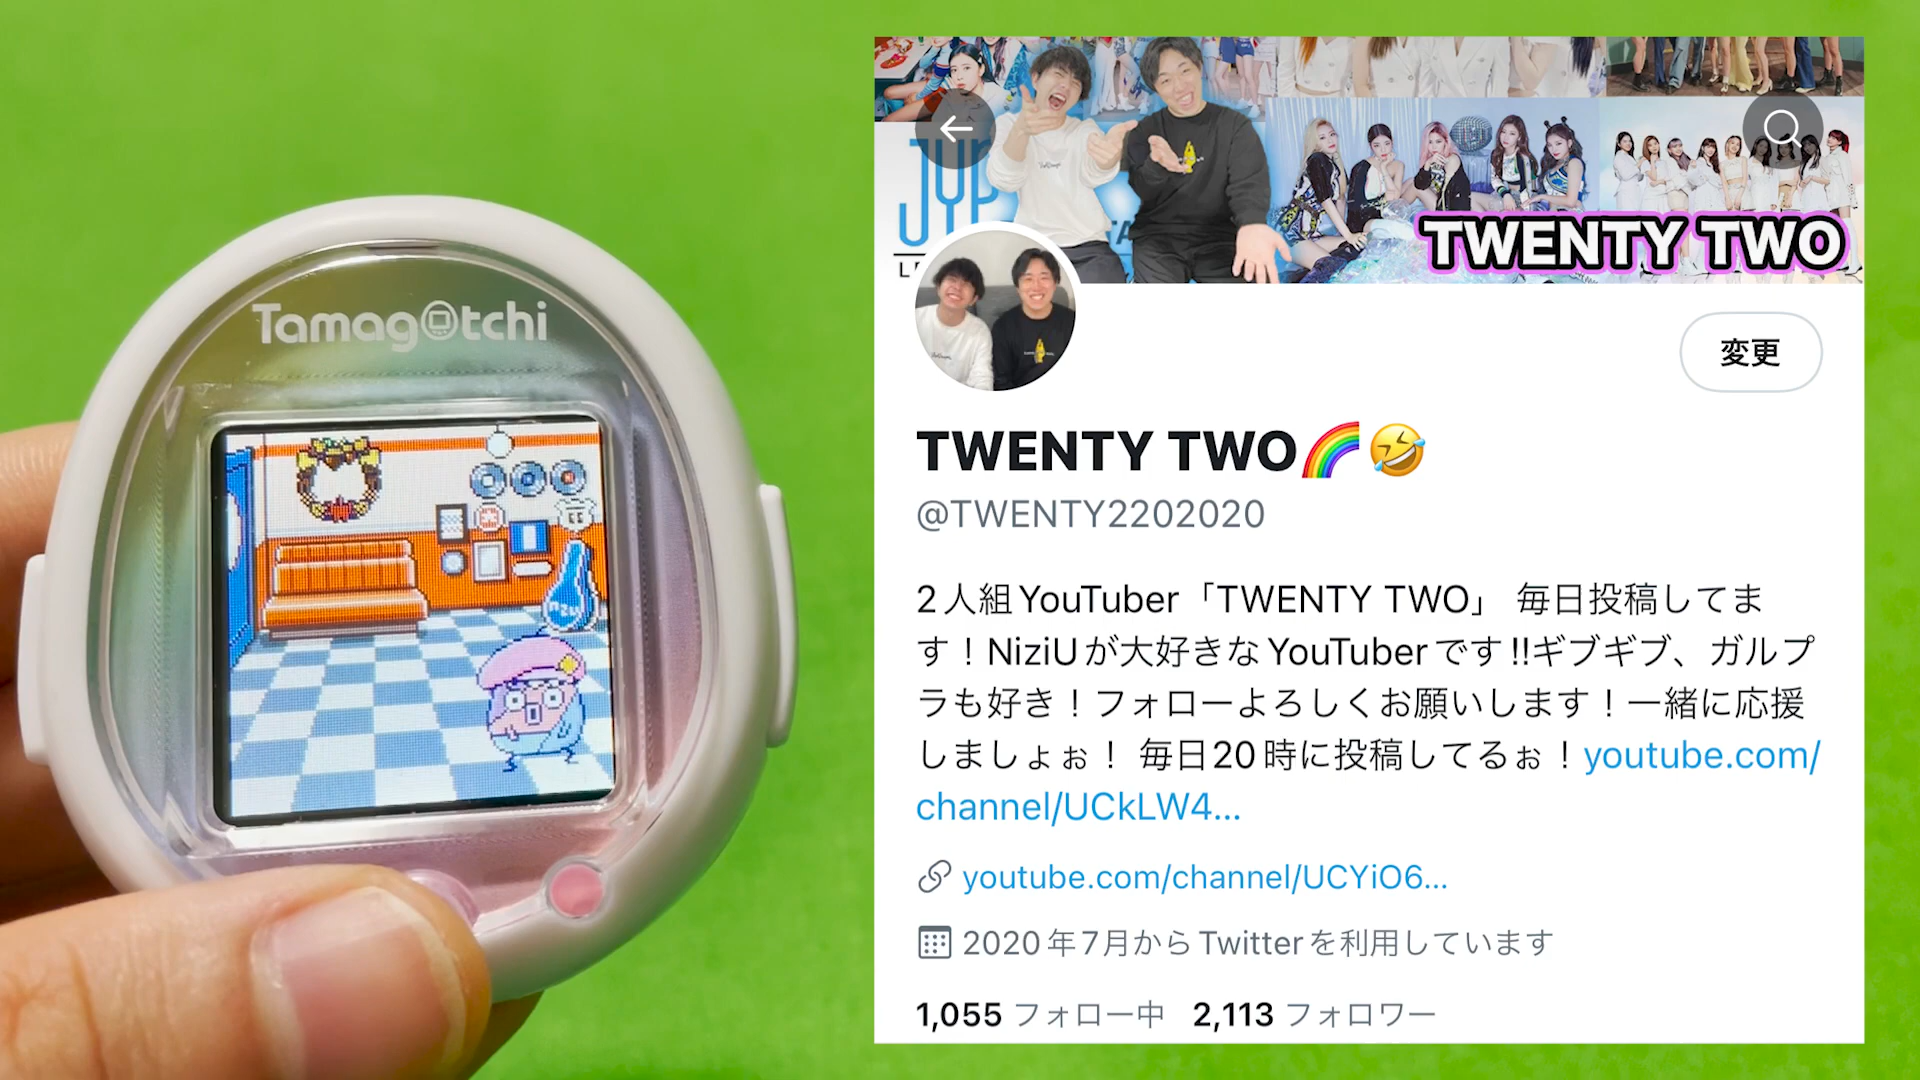 Tamagotchi
NZU
JYP
TWENTY TWO
変更
TWENTY TWO🌈🤣
@TWENTY2202020
2人組YouTuber「TWENTY TWO」 毎日投稿してま
す！NiziUが大好きなYouTuberです‼ギブギブ、ガルプ
ラも好き！フォローよろしくお願いします！一緒に応援
しましょぉ！ 毎日20時に投稿してるぉ！youtube.com/
channel/UCkLW4...
youtube.com/channel/UCYiO6...
2020年7月からTwitterを利用しています
1,055 フォロー中 2,113 フォロワー